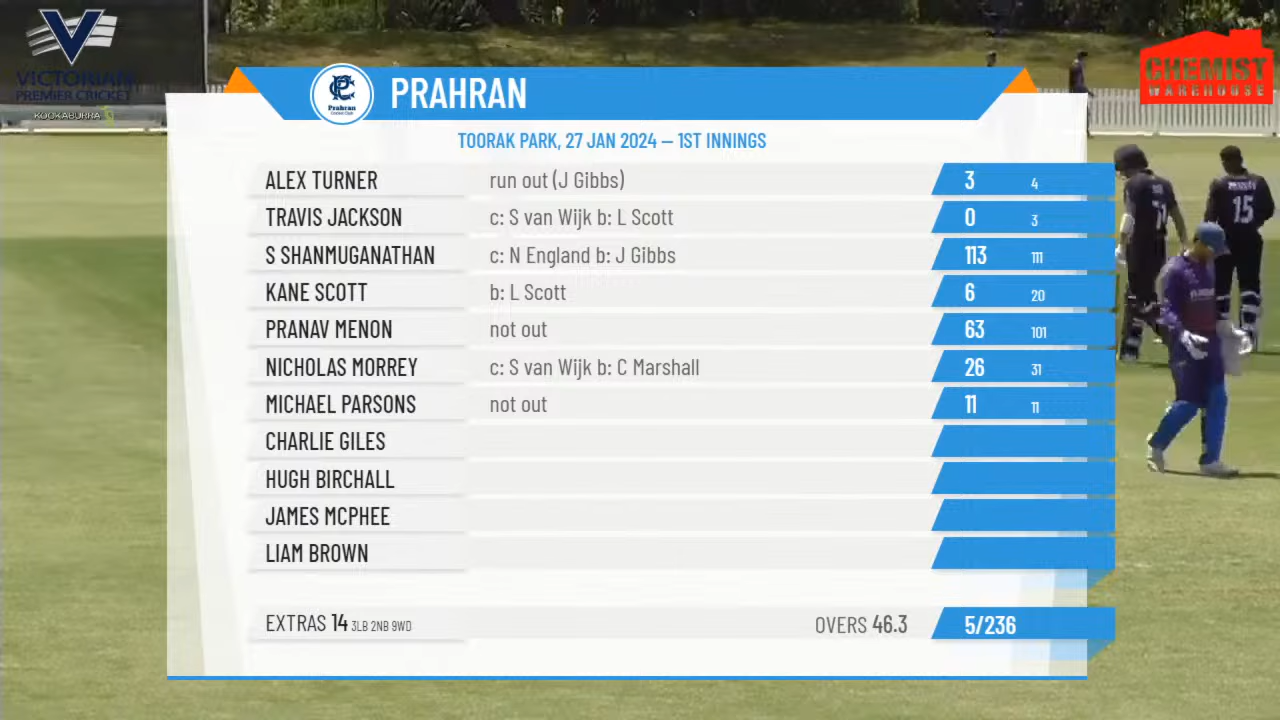 VICTORIAN
PREMIER CRICKET
KOOKABURRA
CHEMIST
WAREHOUSE
Prahran
Cricket Club
PRAHRAN
TOORAK PARK, 27 JAN 2024 – 1ST INNINGS
ALEX TURNER run out (J Gibbs) 3 4
TRAVIS JACKSON c: S van Wijk b: L Scott 0 3
S SHANMUGANATHAN c: N England b: J Gibbs 113 111
KANE SCOTT b: L Scott 6 20
PRANAV MENON not out 63 101
NICHOLAS MORREY c: S van Wijk b: C Marshall 26 31
MICHAEL PARSONS not out 11 11
CHARLIE GILES
HUGH BIRCHALL
JAMES MCPHEE
LIAM BROWN
EXTRAS 14 3LB 2NB 9WD OVERS 46.3 5/236
15